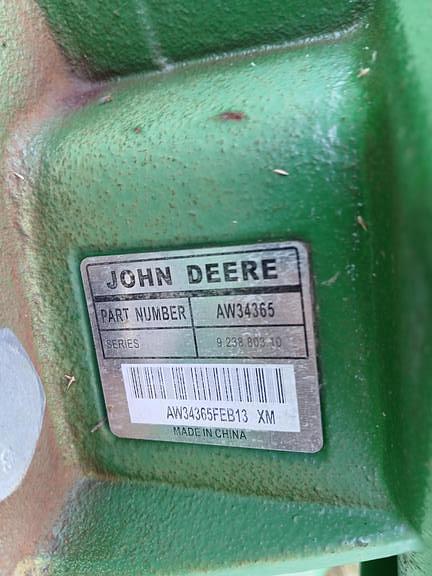 JOHN DEERE
PART NUMBER AW34365
SERIES 9 238 803 10
AW34365FEB13 XM
MADE IN CHINA